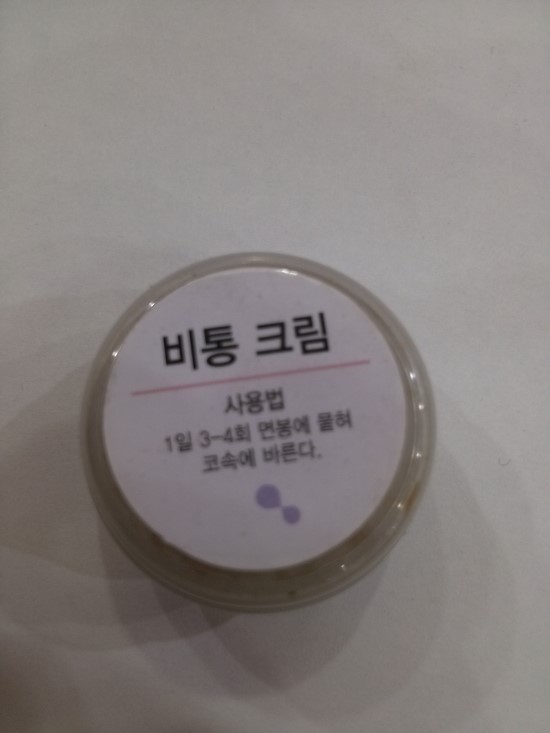 비통 크림
사용법
1일 3-4회 면봉에 물혀
코속에 바른다.